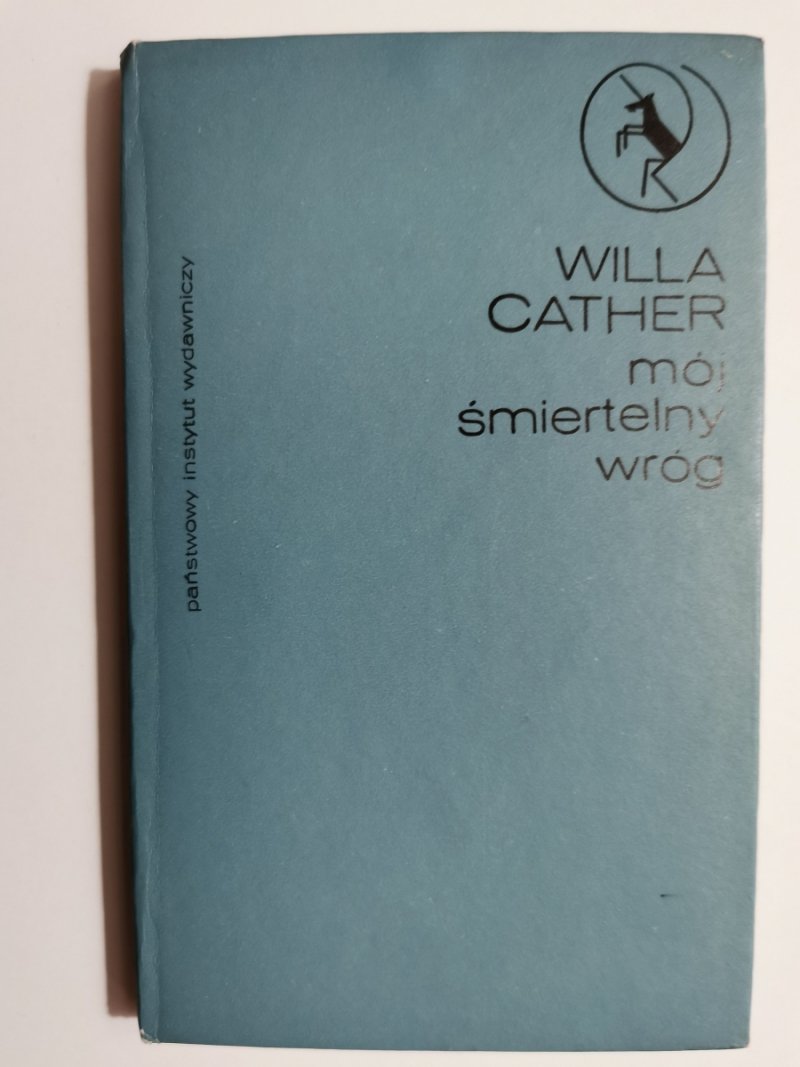 WILLA
CATHER
mój
śmiertelny
wróg
państwowy instytut wydawniczy